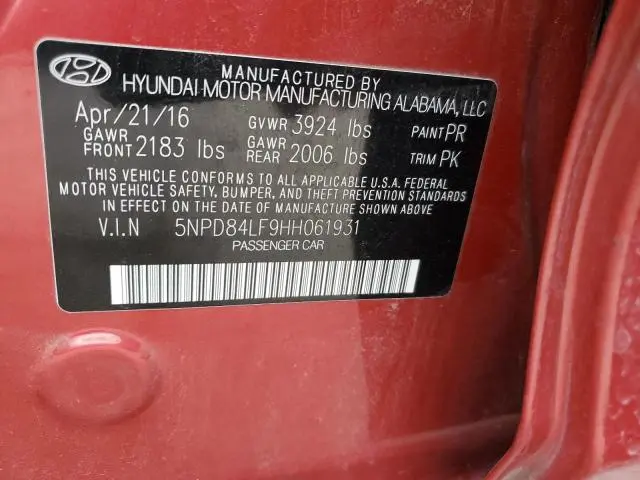 MANUFACTURED BY
HYUNDAI MOTOR MANUFACTURING ALABAMA, LLC
Apr/21/16 GVWR 3924 lbs PAINT PR
GAWR FRONT 2183 lbs GAWR REAR 2006 lbs TRIM PK
THIS VEHICLE CONFORMS TO ALL APPLICABLE U.S.A. FEDERAL
MOTOR VEHICLE SAFETY, BUMPER, AND THEFT PREVENTION STANDARDS
IN EFFECT ON THE DATE OF MANUFACTURE SHOWN ABOVE.
V.I.N 5NPD84LF9HH061931
PASSENGER CAR